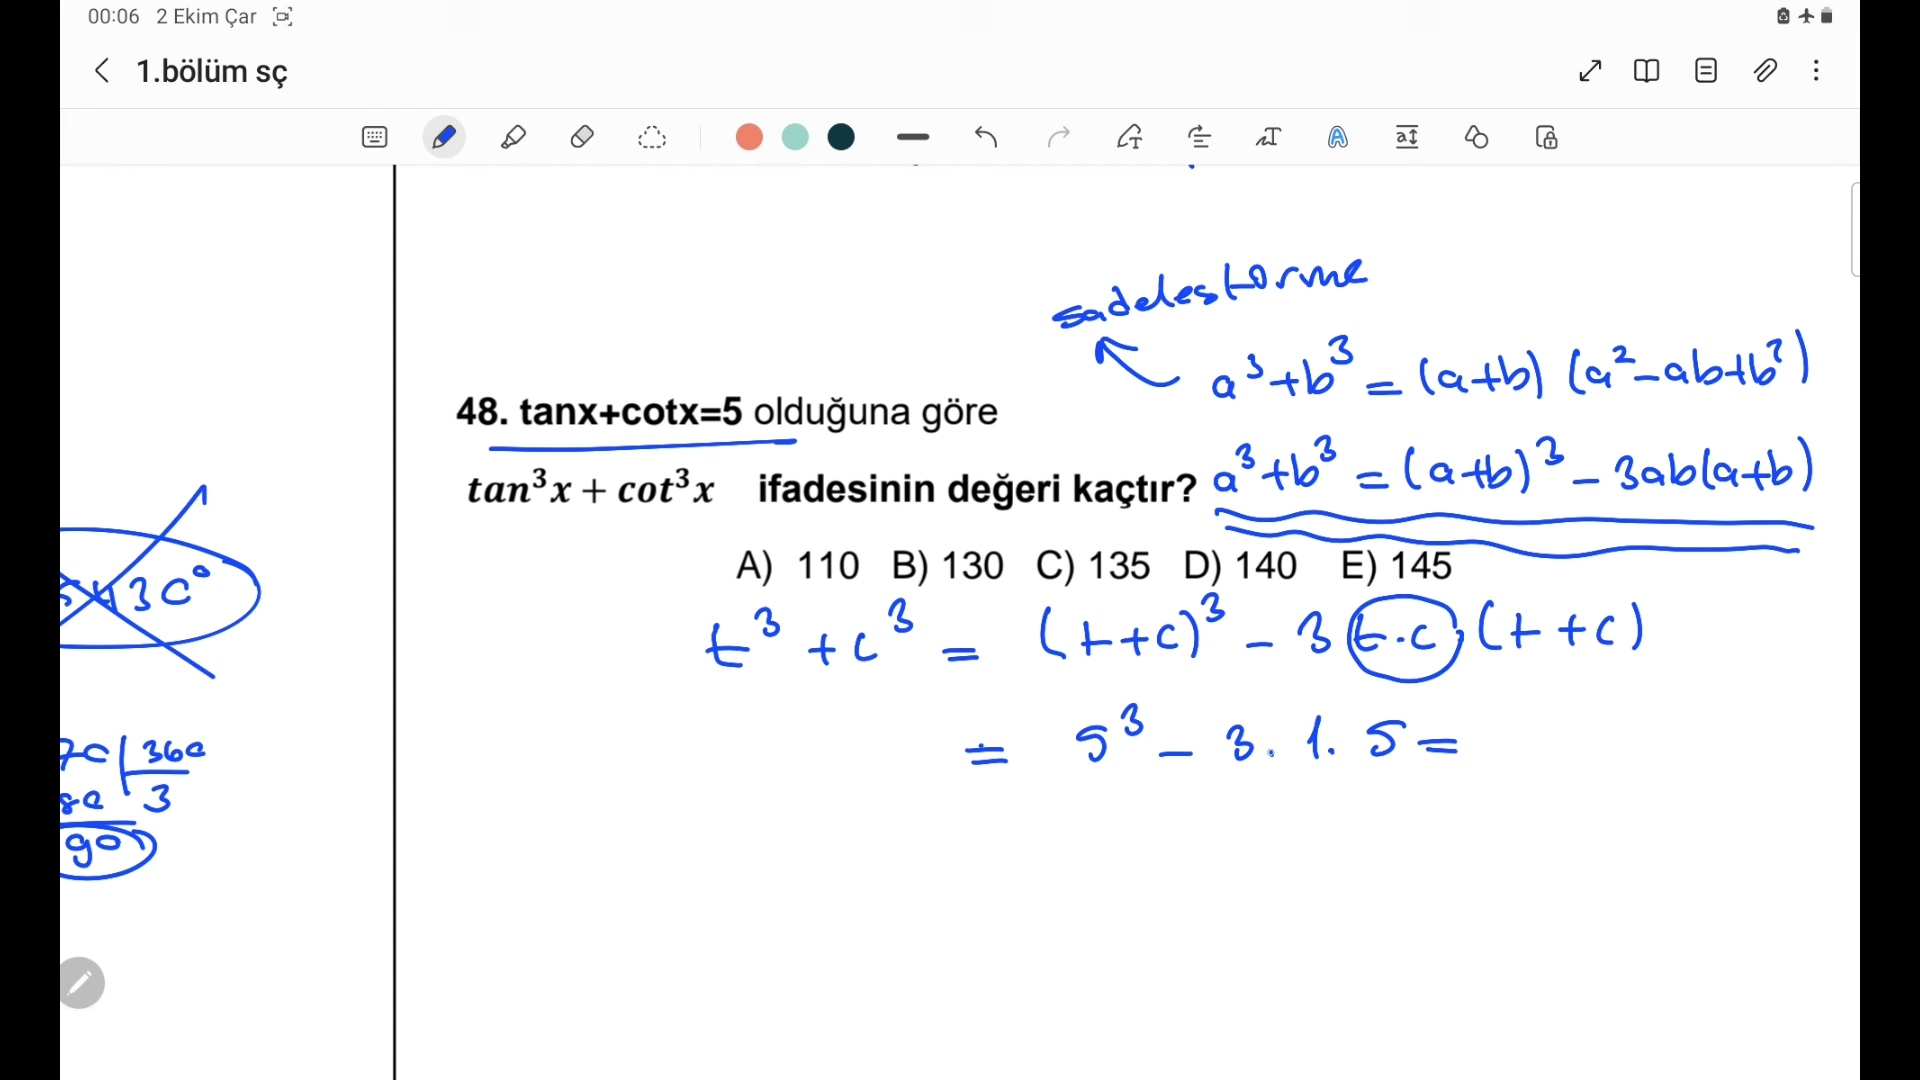 00:06 2 Ekim Çar
1.bölüm sç
sadeleştirme
a³+b³ = (a+b) (a²-ab+b²)
48. tanx+cotx=5 olduğuna göre
tan³x + cot³x ifadesinin değeri kaçtır?
a³+b³ = (a+b)³ - 3ab(a+b)
A) 110 B) 130 C) 135 D) 140 E) 145
t³ + c³ = (t+c)³ - 3 t.c.(t+c)
= 5³ - 3.1.5 =
30°
360
3
90